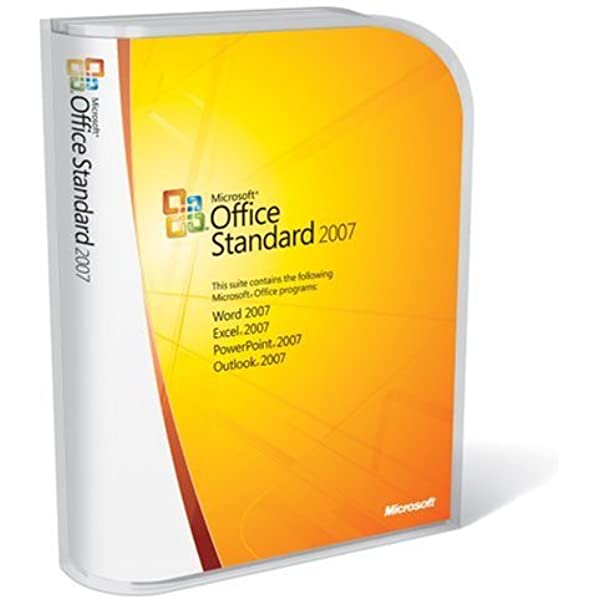 Microsoft®
Office Standard 2007
Microsoft®
Office
Standard 2007
This suite contains the following
Microsoft® Office programs:
Word 2007
Excel® 2007
PowerPoint® 2007
Outlook® 2007
Microsoft